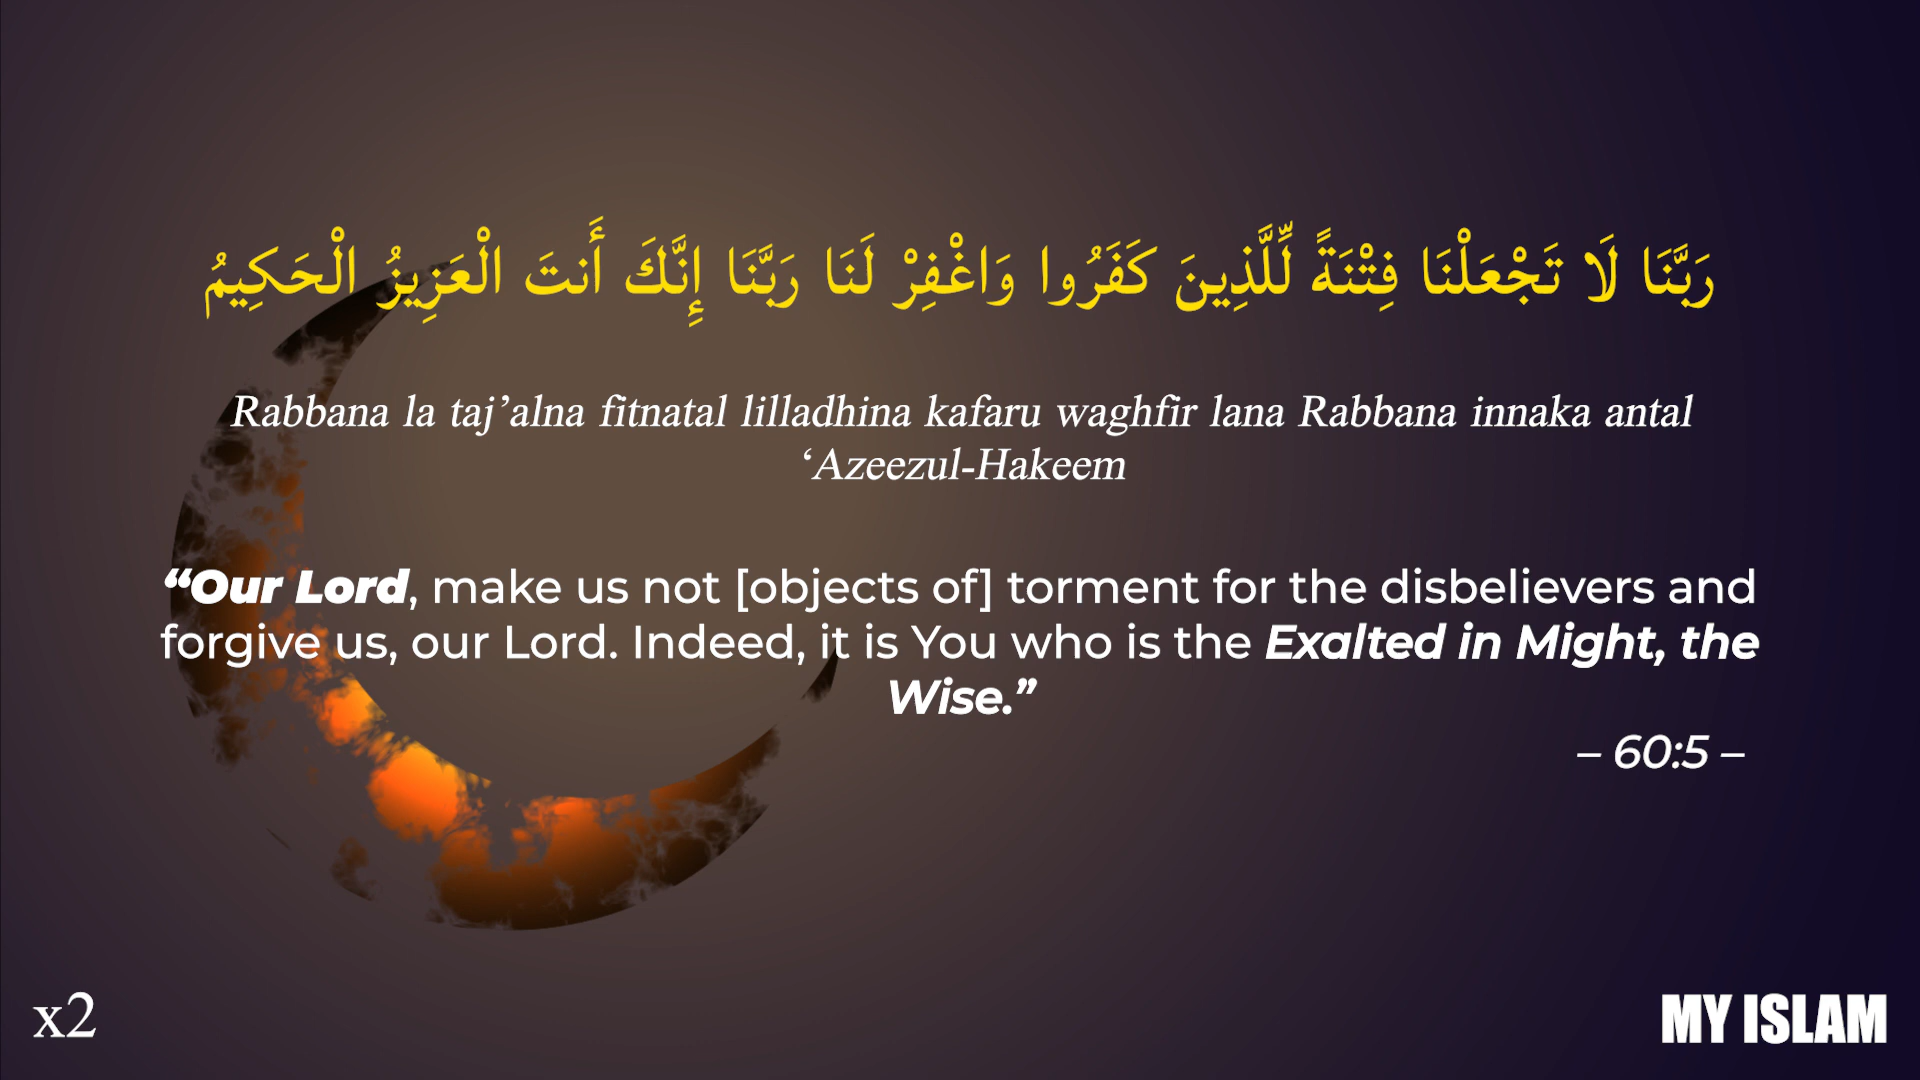 رَبَّنَا لَا تَجْعَلْنَا فِتْنَةً لِّلَّذِينَ كَفَرُوا وَاغْفِرْ لَنَا رَبَّنَا إِنَّكَ أَنتَ الْعَزِيزُ الْحَكِيمُ
Rabbana la taj’alna fitnatal lilladhina kafaru waghfir lana Rabbana innaka antal
‘Azeezul-Hakeem
“Our Lord, make us not [objects of] torment for the disbelievers and
forgive us, our Lord. Indeed, it is You who is the Exalted in Might, the
Wise.”
– 60:5 –
x2
MY ISLAM